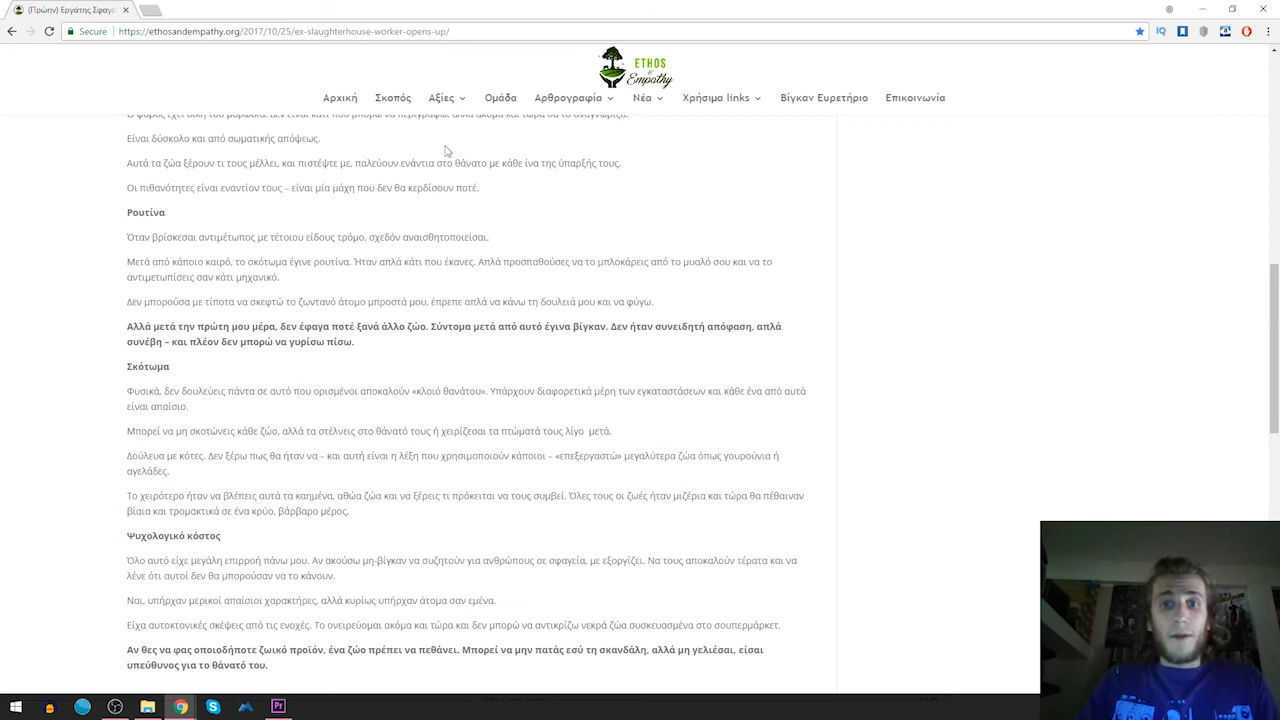 (Πρώην) Εργάτης Σφαγε
Secure
https://ethosandempathy.org/2017/10/25/ex-slaughterhouse-worker-opens-up/
IQ
ETHOS
&
Empathy
Αρχική Σκοπός Αξίες Ομάδα Αρθρογραφία Νέα Χρήσιμα links Βίγκαν Ευρετήριο Επικοινωνία
Ο φόβος έχει δική του μυρωδιά. Δεν είναι κάτι που μπορώ να περιγράψω, αλλά ακόμα και τώρα θα το αναγνώριζα.
Είναι δύσκολο και από σωματικής απόψεως.
Αυτά τα ζώα ξέρουν τι τους μέλλει, και πιστέψτε με, παλεύουν ενάντια στο θάνατο με κάθε ίνα της ύπαρξής τους.
Οι πιθανότητες είναι εναντίον τους – είναι μία μάχη που δεν θα κερδίσουν ποτέ.
Ρουτίνα
Όταν βρίσκεσαι αντιμέτωπος με τέτοιου είδους τρόμο, σχεδόν αναισθητοποιείσαι.
Μετά από κάποιο καιρό, το σκότωμα έγινε ρουτίνα. Ήταν απλά κάτι που έκανες. Απλά προσπαθούσες να το μπλοκάρεις από το μυαλό σου και να το
αντιμετωπίσεις σαν κάτι μηχανικό.
Δεν μπορούσα με τίποτα να σκεφτώ το ζωντανό άτομο μπροστά μου, έπρεπε απλά να κάνω τη δουλειά μου και να φύγω.
Αλλά μετά την πρώτη μου μέρα, δεν έφαγα ποτέ ξανά άλλο ζώο. Σύντομα μετά από αυτό έγινα βίγκαν. Δεν ήταν συνειδητή απόφαση, απλά
συνέβη – και πλέον δεν μπορώ να γυρίσω πίσω.
Σκότωμα
Φυσικά, δεν δουλεύεις πάντα σε αυτό που ορισμένοι αποκαλούν «κλοιό θανάτου». Υπάρχουν διαφορετικά μέρη των εγκαταστάσεων και κάθε ένα από αυτά
είναι απαίσιο.
Μπορεί να μη σκοτώνεις κάθε ζώο, αλλά τα στέλνεις στο θάνατό τους ή χειρίζεσαι τα πτώματά τους λίγο μετά.
Δούλευα με κότες. Δεν ξέρω πως θα ήταν να – και αυτή είναι η λέξη που χρησιμοποιούν κάποιοι – «επεξεργαστώ» μεγαλύτερα ζώα όπως γουρούνια ή
αγελάδες.
Το χειρότερο ήταν να βλέπεις αυτά τα καημένα, αθώα ζώα και να ξέρεις τι πρόκειται να τους συμβεί. Όλες τους οι ζωές ήταν μιζέρια και τώρα θα πέθαιναν
βίαια και τρομακτικά σε ένα κρύο, βάρβαρο μέρος.
Ψυχολογικό κόστος
Όλο αυτό είχε μεγάλη επιρροή πάνω μου. Αν ακούσω μη-βίγκαν να συζητούν για ανθρώπους σε σφαγεία, με εξοργίζει. Να τους αποκαλούν τέρατα και να
λένε ότι αυτοί δεν θα μπορούσαν να το κάνουν.
Ναι, υπήρχαν μερικοί απαίσιοι χαρακτήρες, αλλά κυρίως υπήρχαν άτομα σαν εμένα.
Είχα αυτοκτονικές σκέψεις από τις ενοχές. Το ονειρεύομαι ακόμα και τώρα και δεν μπορώ να αντικρίζω νεκρά ζώα συσκευασμένα στο σουπερμάρκετ.
Αν θες να φας οποιοδήποτε ζωικό προϊόν, ένα ζώο πρέπει να πεθάνει. Μπορεί να μην πατάς εσύ τη σκανδάλη, αλλά μη γελιέσαι, είσαι
υπεύθυνος για το θάνατό του.
Pr